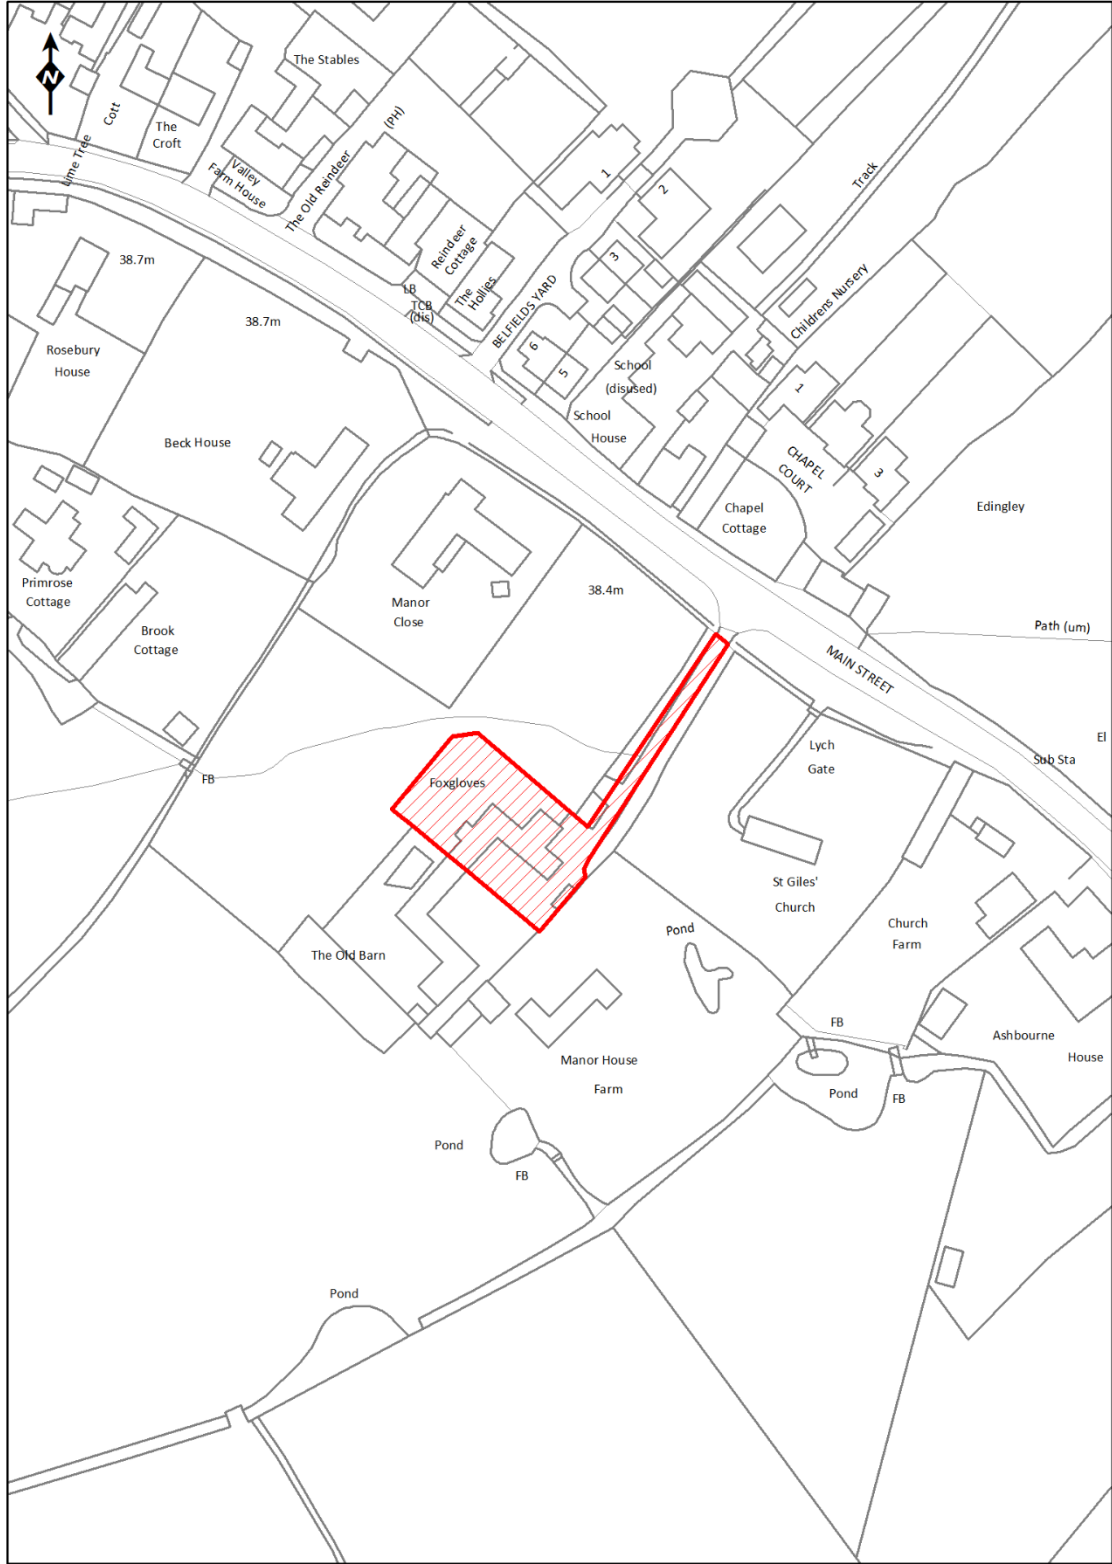 The Stables
N
Cott
Lime Tree
The
Croft
(PH)
Valley
Farm House
The Old Reindeer
1
2
Track
Reindeer
Cottage
38.7m
3
LB
TCB
(dis)
The
Hollies
BELFIELDS YARD
Childrens Nursery
38.7m
6
5
School
(disused)
1
Rosebury
House
School
House
Beck House
CHAPEL
COURT
3
Chapel
Cottage
Edingley
Primrose
Cottage
Manor
Close
38.4m
Brook
Cottage
Path (um)
MAIN STREET
El
Sub Sta
Lych
Gate
FB
Foxgloves
St Giles'
Church
Church
Farm
Pond
The Old Barn
FB
Ashbourne
House
Manor House
Farm
Pond
FB
Pond
FB
Pond